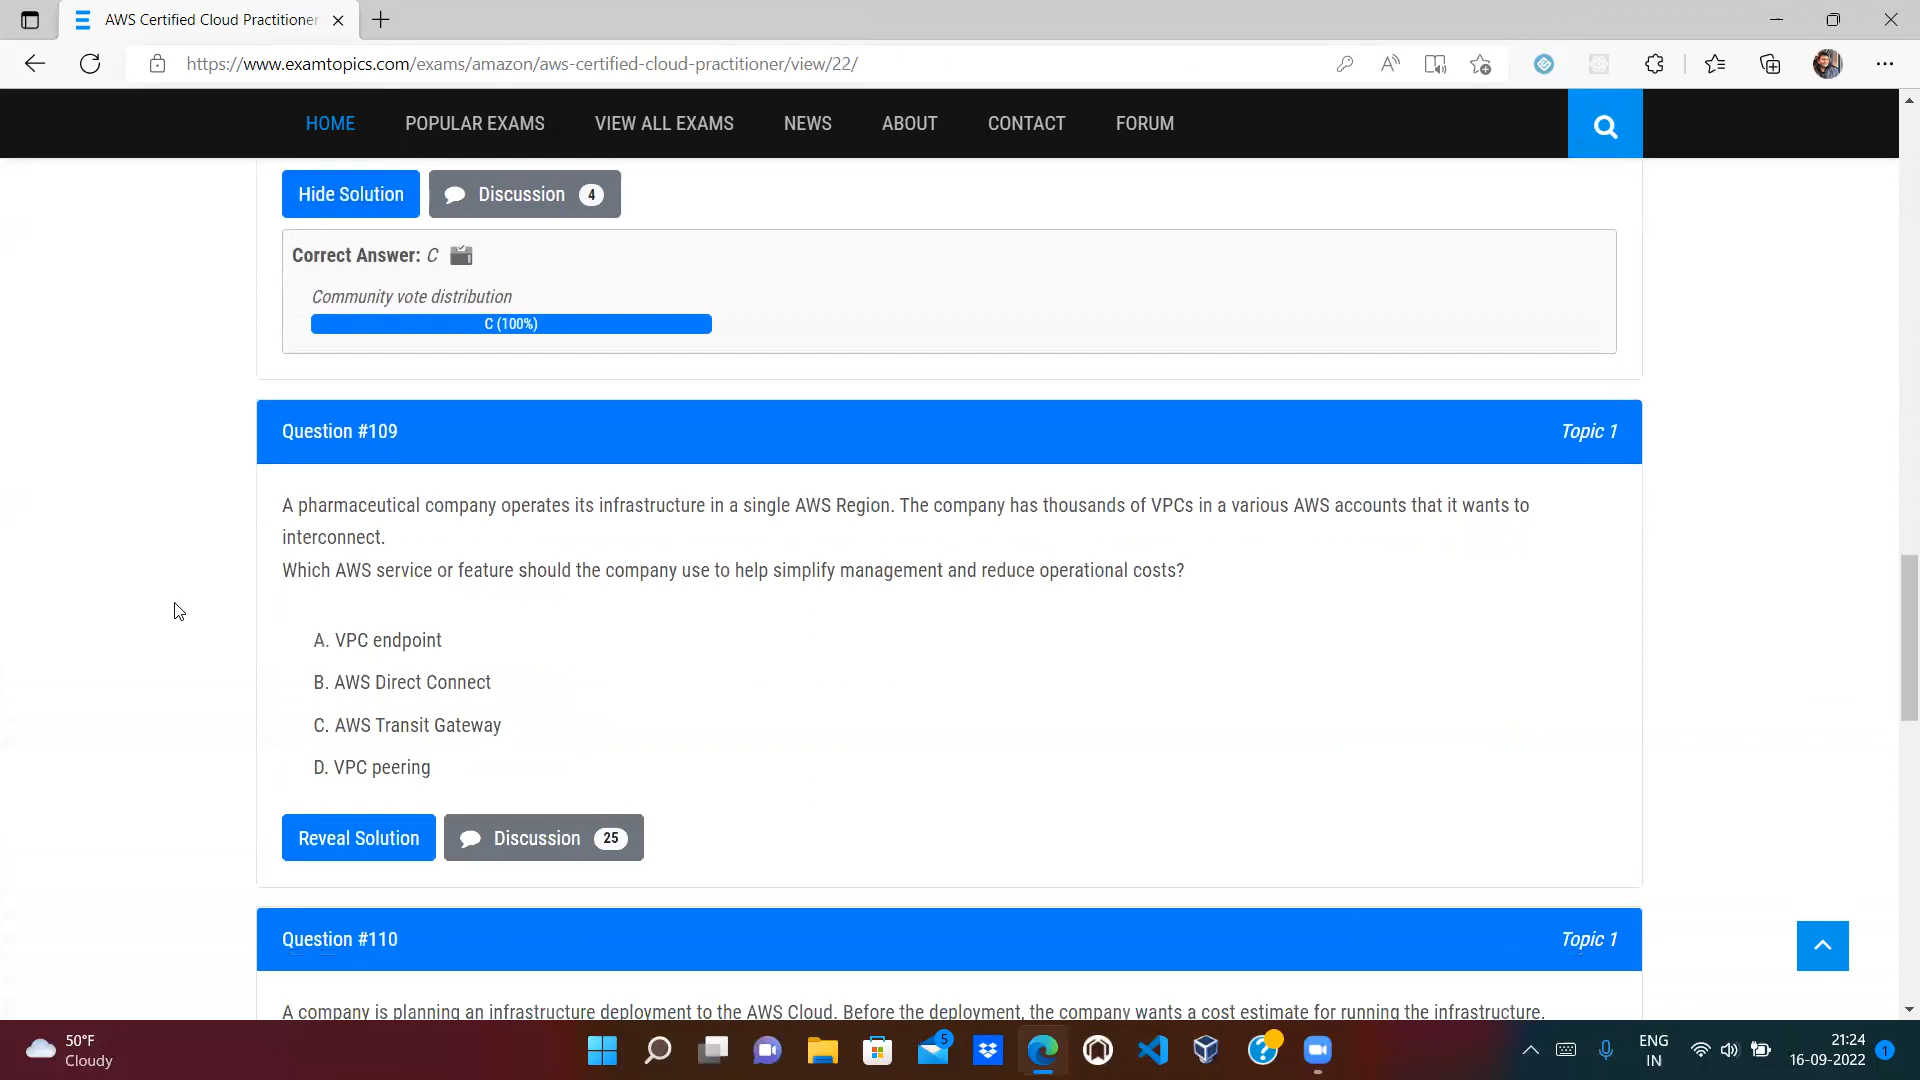 AWS Certified Cloud Practitioner
https://www.examtopics.com/exams/amazon/aws-certified-cloud-practitioner/view/22/
HOME POPULAR EXAMS VIEW ALL EXAMS NEWS ABOUT CONTACT FORUM
Hide Solution Discussion 4
Correct Answer: C
Community vote distribution
C (100%)
Question #109 Topic 1
A pharmaceutical company operates its infrastructure in a single AWS Region. The company has thousands of VPCs in a various AWS accounts that it wants to
interconnect.
Which AWS service or feature should the company use to help simplify management and reduce operational costs?
A. VPC endpoint
B. AWS Direct Connect
C. AWS Transit Gateway
D. VPC peering
Reveal Solution Discussion 25
Question #110 Topic 1
A company is planning an infrastructure deployment to the AWS Cloud. Before the deployment, the company wants a cost estimate for running the infrastructure.
50°F
Cloudy
5
ENG
IN
21:24
16-09-2022
1